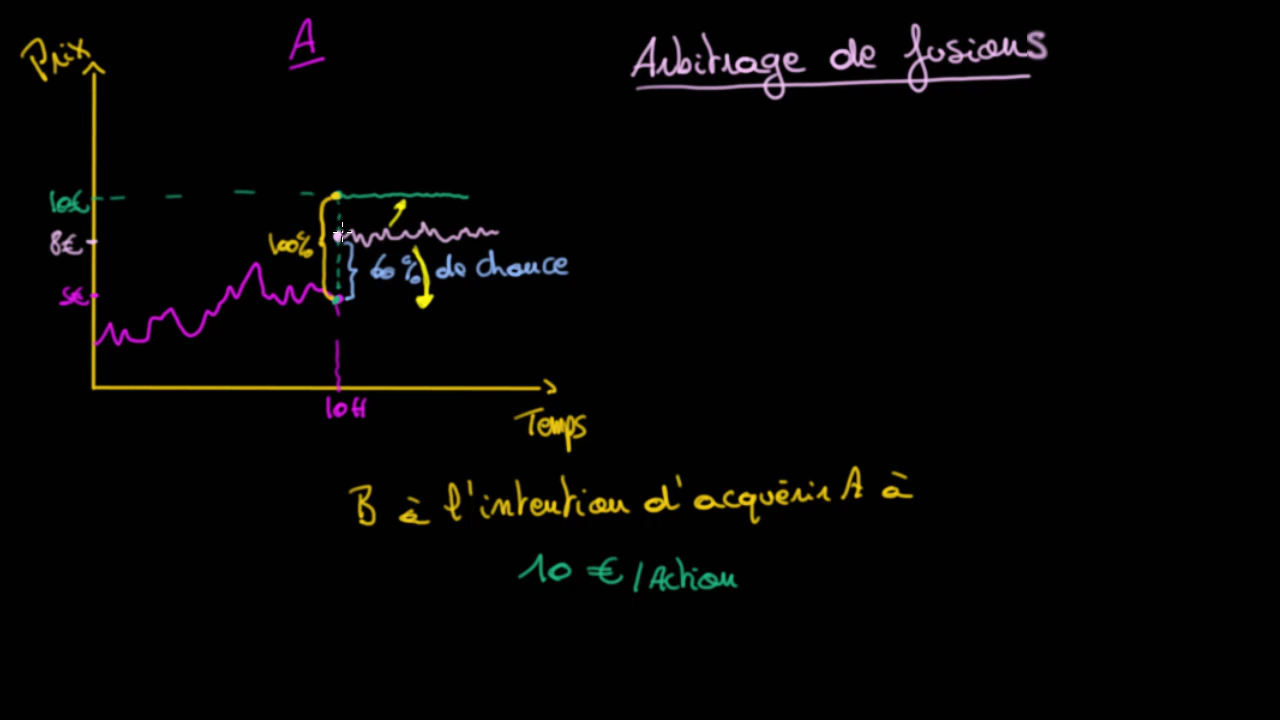 A
Arbitrage de fusions
Prix
10€
8€
5€
100%
60% de chance
10H
Temps
B à l'intention d'acquérir A à
10 €/Action